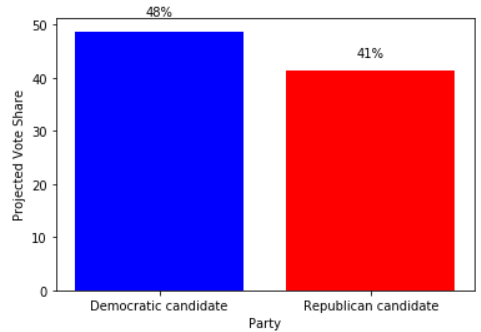 48%
41%
50
40
30
20
10
0
Projected Vote Share
Democratic candidate
Republican candidate
Party